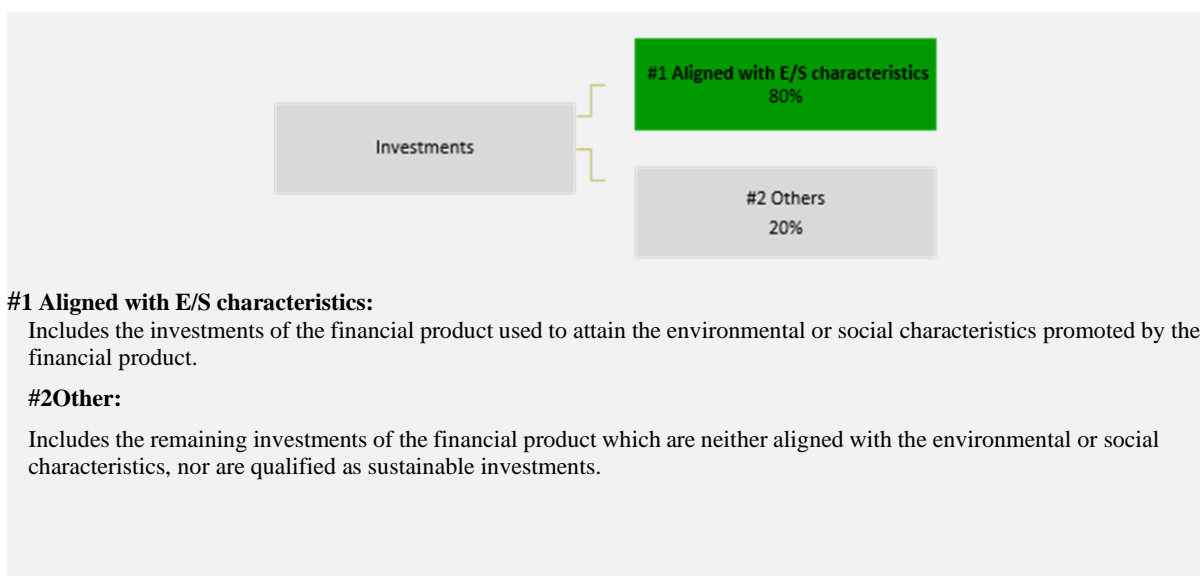 #1 Aligned with E/S characteristics
80%
Investments
#2 Others
20%
#1 Aligned with E/S characteristics:
Includes the investments of the financial product used to attain the environmental or social characteristics promoted by the
financial product.
#2Other:
Includes the remaining investments of the financial product which are neither aligned with the environmental or social
characteristics, nor are qualified as sustainable investments.